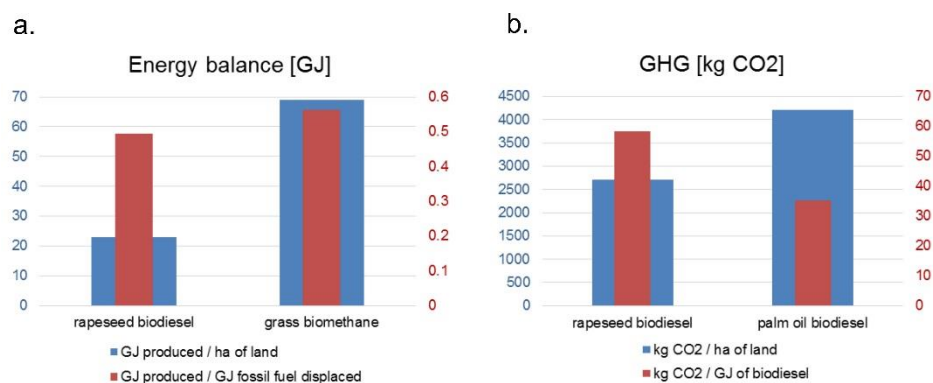 a.
Energy balance [GJ]
70
60
50
40
30
20
10
0
0.6
0.5
0.4
0.3
0.2
0.1
0
rapeseed biodiesel
grass biomethane
GJ produced / ha of land
GJ produced / GJ fossil fuel displaced
b.
GHG [kg CO2]
4500
4000
3500
3000
2500
2000
1500
1000
500
0
70
60
50
40
30
20
10
0
rapeseed biodiesel
palm oil biodiesel
kg CO2 / ha of land
kg CO2 / GJ of biodiesel